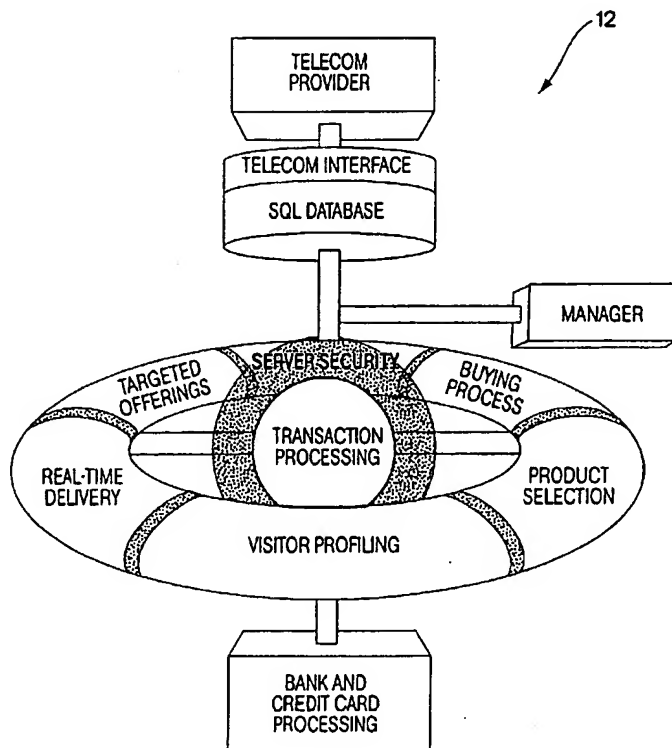 12
TELECOM
PROVIDER
TELECOM INTERFACE
SQL DATABASE
MANAGER
SERVER SECURITY
TARGETED
OFFERINGS
BUYING
PROCESS
TRANSACTION
PROCESSING
REAL-TIME
DELIVERY
PRODUCT
SELECTION
VISITOR PROFILING
BANK AND
CREDIT CARD
PROCESSING